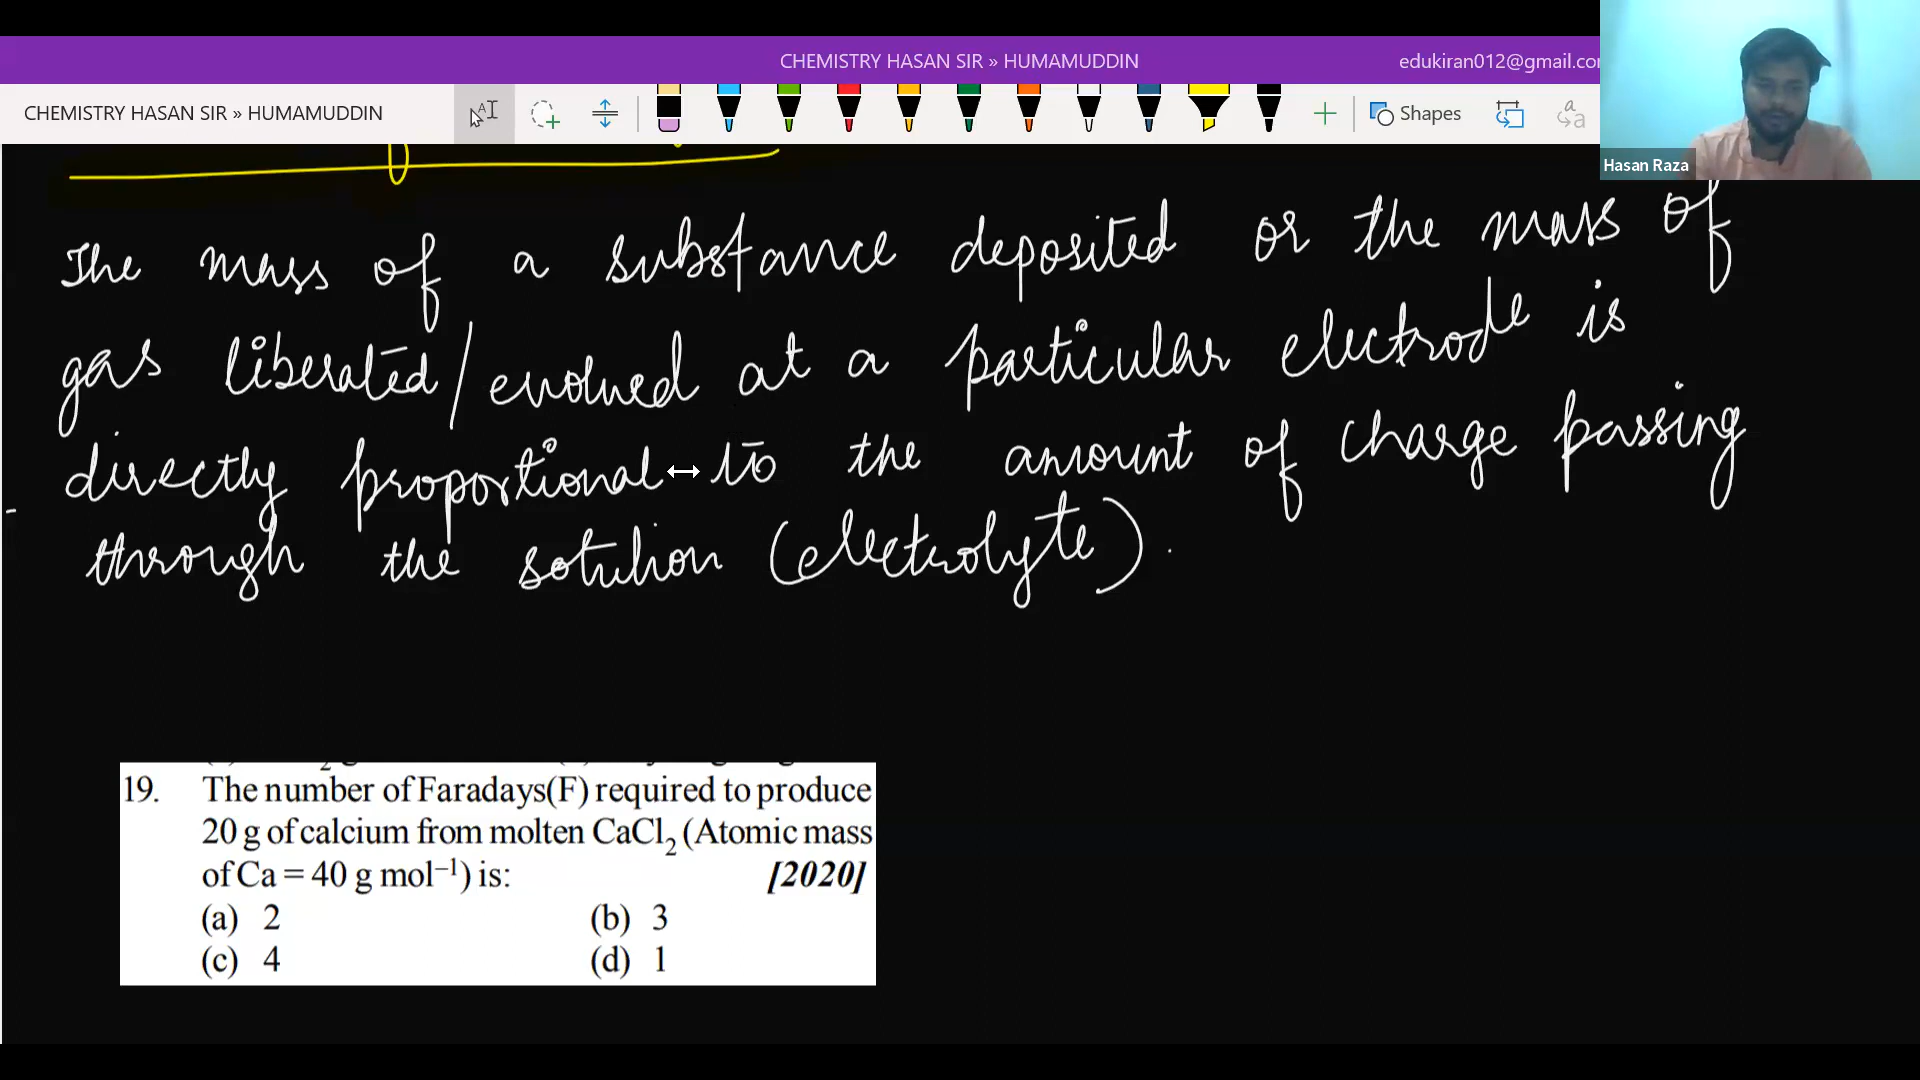 CHEMISTRY HASAN SIR » HUMAMUDDIN
edukiran012@gmail.co
CHEMISTRY HASAN SIR » HUMAMUDDIN
Shapes
Hasan Raza
The mass of a substance deposited or the mass of
gas liberated/evolved at a particular electrode is
directly proportional to the amount of charge passing
through the solution (electrolyte).
19. The number of Faradays(F) required to produce
20 g of calcium from molten CaCl₂ (Atomic mass
of Ca = 40 g mol⁻¹) is: [2020]
(a) 2 (b) 3
(c) 4 (d) 1